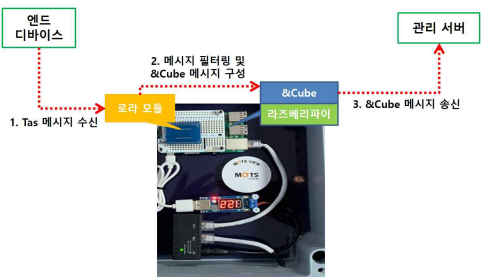 엔드
디바이스
관리 서버
2. 메시지 필터링 및
&Cube 메시지 구성
&Cube
로라 모듈
라즈베리파이
1. Tas 메시지 수신
3. &Cube 메시지 송신
MOTS VIEW
MOTS